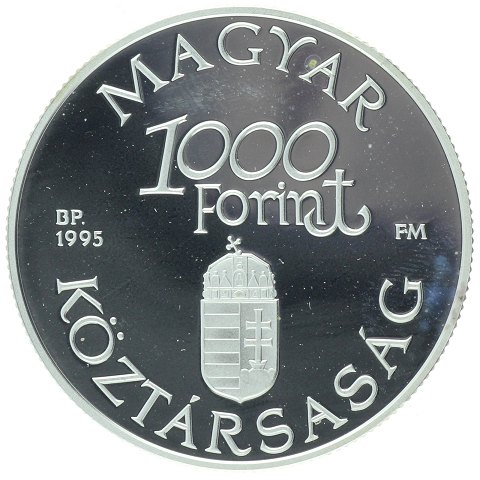 MAGYAR
1000
Forint
BP.
1995
FM
KÖZTÁRSASÁG